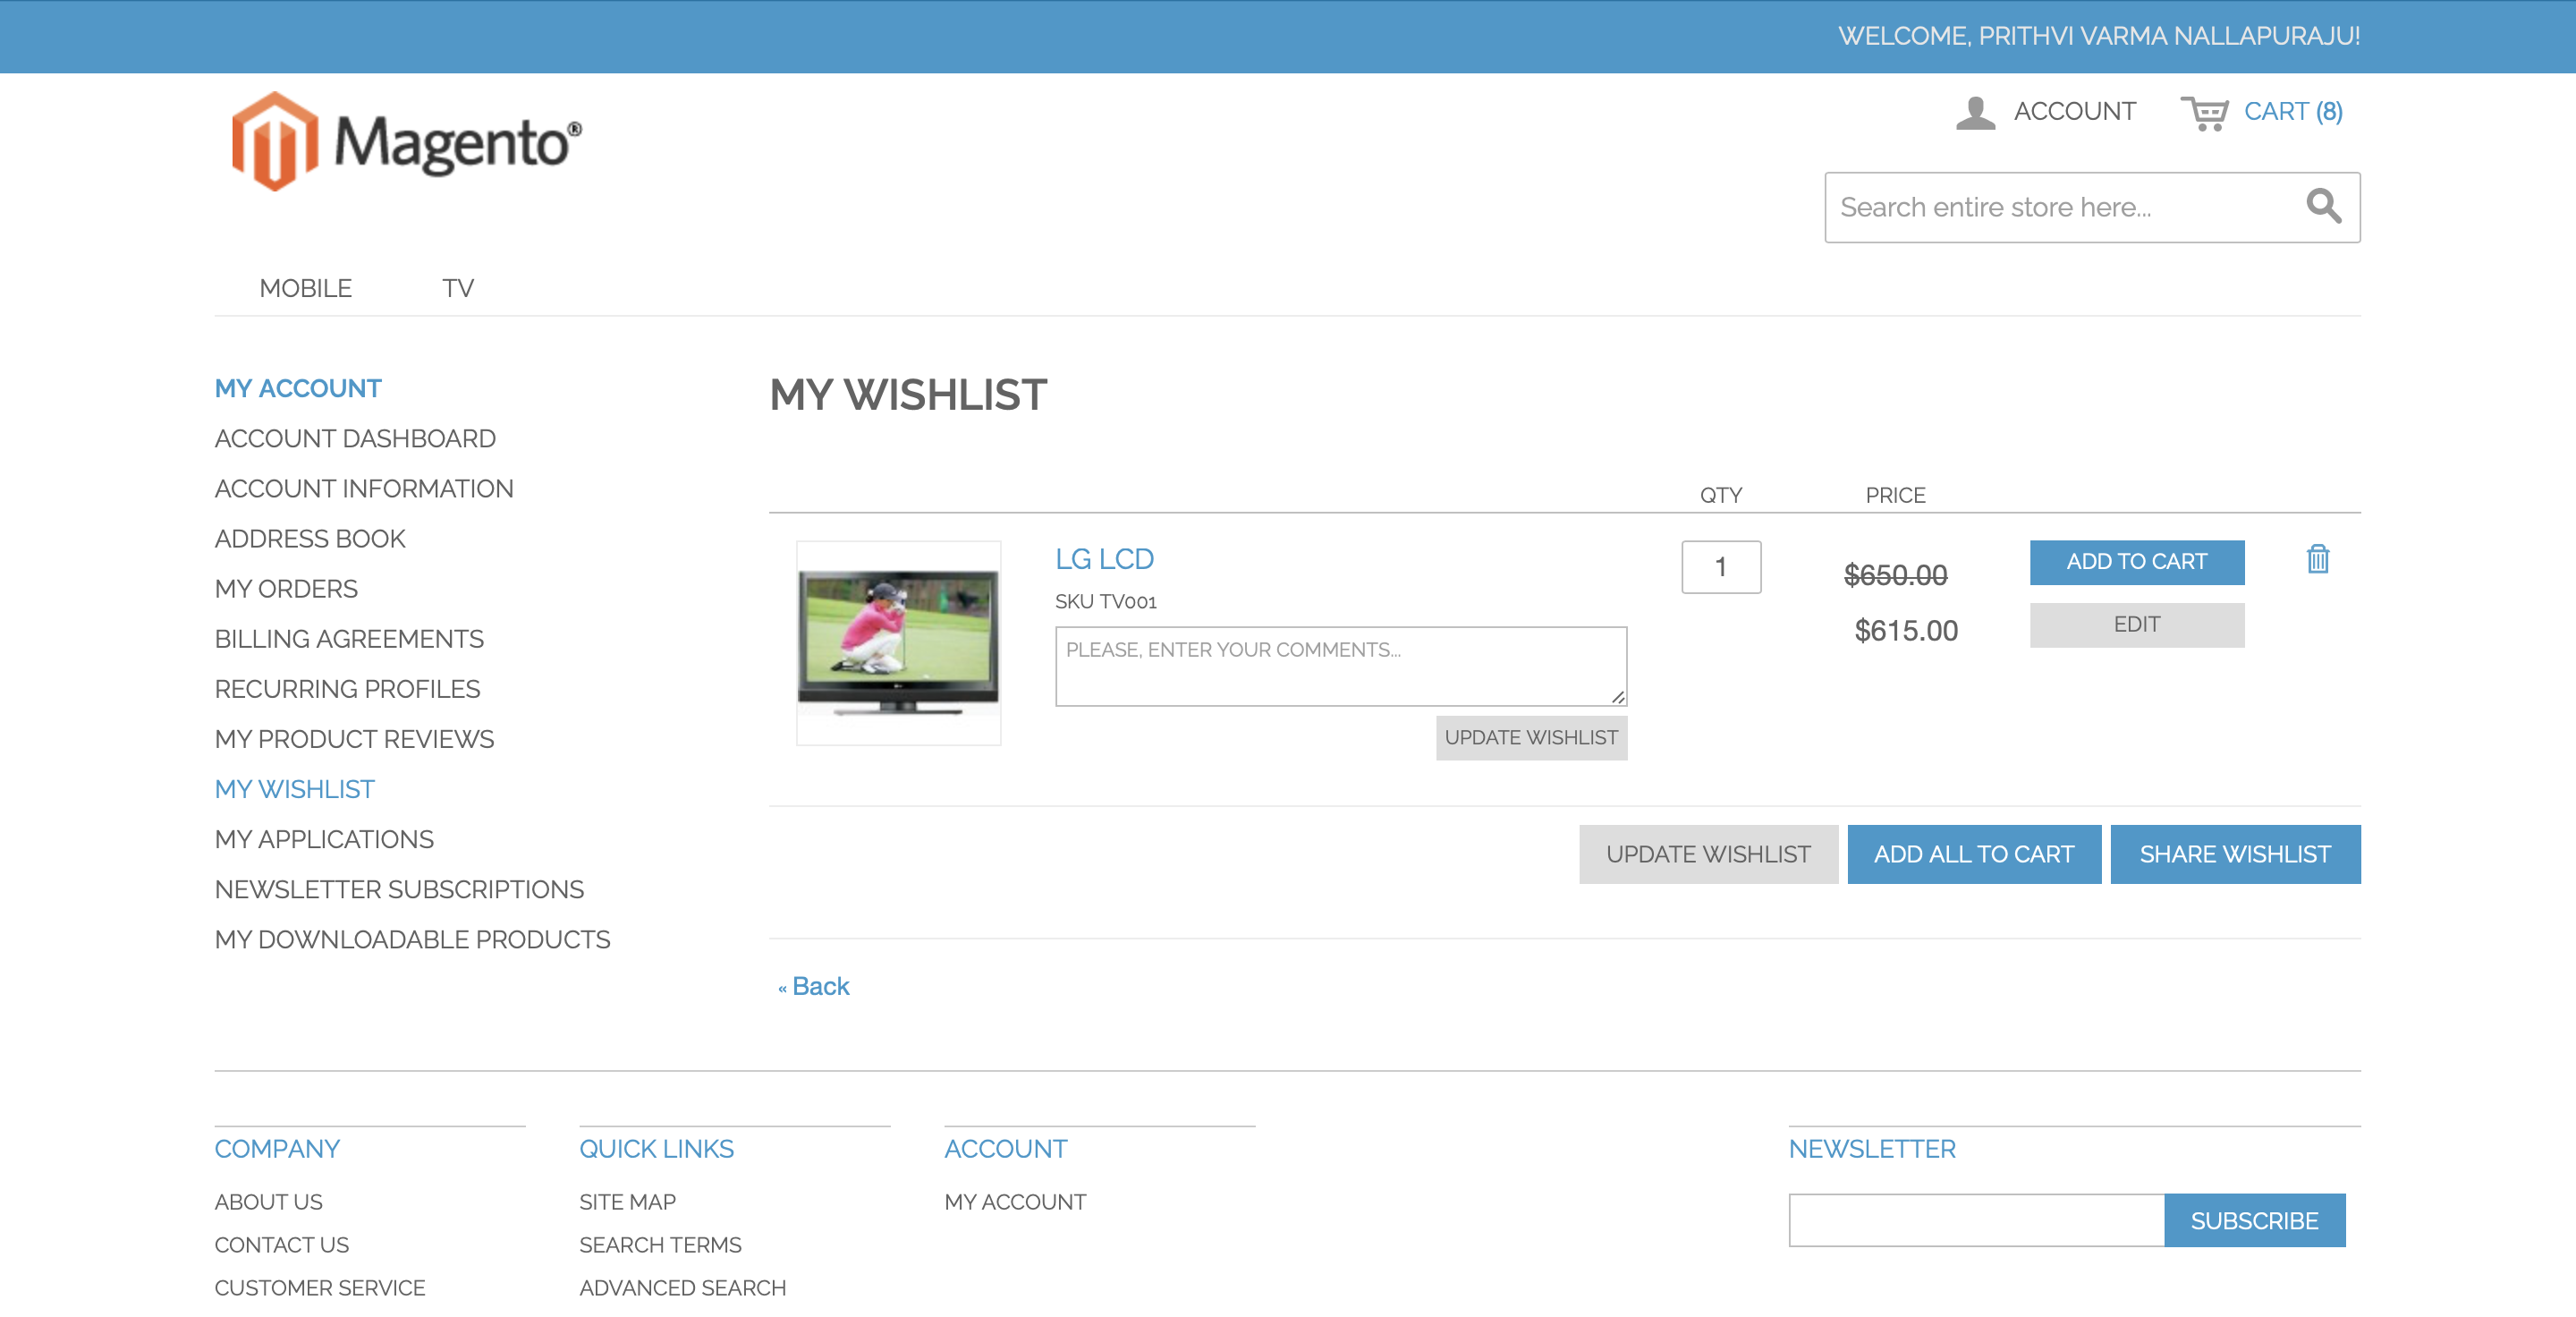 WELCOME, PRITHVI VARMA NALLAPURAJU!
Magento®
ACCOUNT
CART (8)
Search entire store here...
MOBILE
TV
MY ACCOUNT
ACCOUNT DASHBOARD
ACCOUNT INFORMATION
ADDRESS BOOK
MY ORDERS
BILLING AGREEMENTS
RECURRING PROFILES
MY PRODUCT REVIEWS
MY WISHLIST
MY APPLICATIONS
NEWSLETTER SUBSCRIPTIONS
MY DOWNLOADABLE PRODUCTS
MY WISHLIST
QTY
PRICE
LG LCD
SKU TV001
PLEASE, ENTER YOUR COMMENTS...
UPDATE WISHLIST
1
$650.00
$615.00
ADD TO CART
EDIT
UPDATE WISHLIST
ADD ALL TO CART
SHARE WISHLIST
« Back
COMPANY
ABOUT US
CONTACT US
CUSTOMER SERVICE
QUICK LINKS
SITE MAP
SEARCH TERMS
ADVANCED SEARCH
ACCOUNT
MY ACCOUNT
NEWSLETTER
SUBSCRIBE